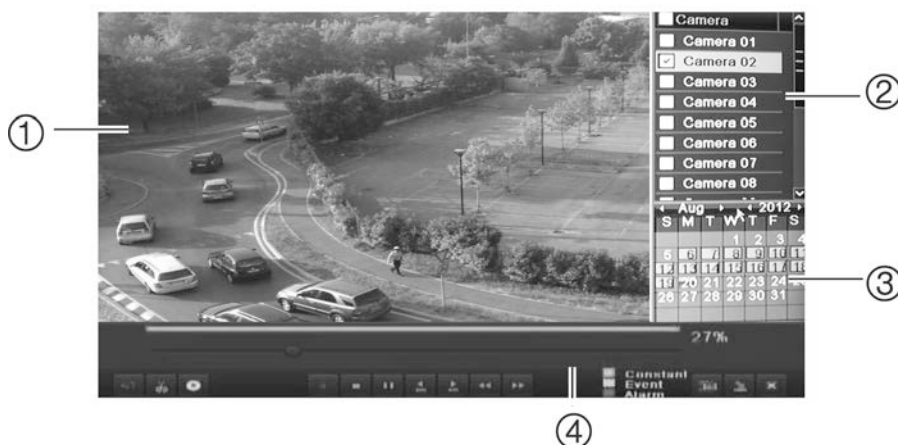 Camera
Camera 01
Camera 02
Camera 03
Camera 04
Camera 05
Camera 06
Camera 07
Camera 08
Aug 2012
S M T W T F S
1 2 3 4
5 6 7 8 9 10 11
12 13 14 15 16 17 18
19 20 21 22 23 24
26 27 28 29 30 31
27%
Constant
Event
Alarm
1
2
3
4